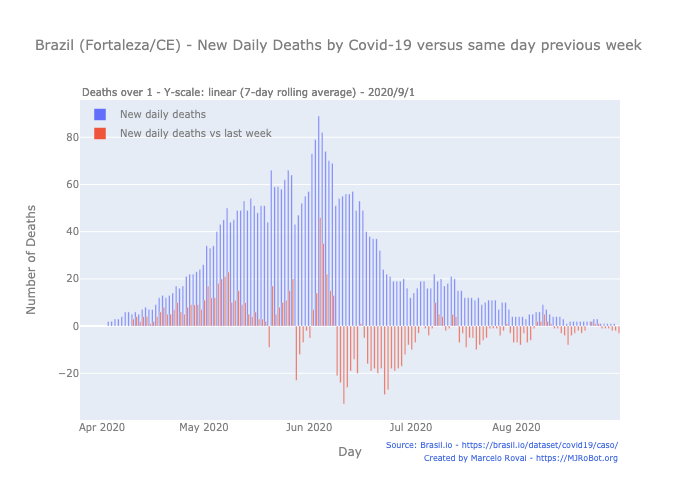 Brazil (Fortaleza/CE) - New Daily Deaths by Covid-19 versus same day previous week
Deaths over 1 - Y-scale: linear (7-day rolling average) - 2020/9/1
New daily deaths
New daily deaths vs last week
Number of Deaths
80
60
40
20
0
−20
Apr 2020 May 2020 Jun 2020 Jul 2020 Aug 2020
Day
Source: Brasil.io - https://brasil.io/dataset/covid19/caso/
Created by Marcelo Rovai - https://MJRoBot.org